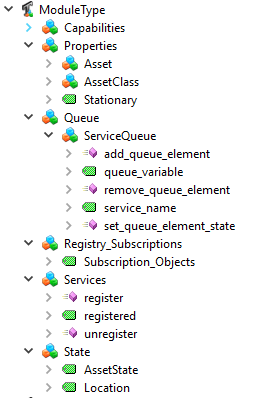 ModuleType
Capabilities
Properties
Asset
AssetClass
Stationary
Queue
ServiceQueue
add_queue_element
queue_variable
remove_queue_element
service_name
set_queue_element_state
Registry_Subscriptions
Subscription_Objects
Services
register
registered
unregister
State
AssetState
Location